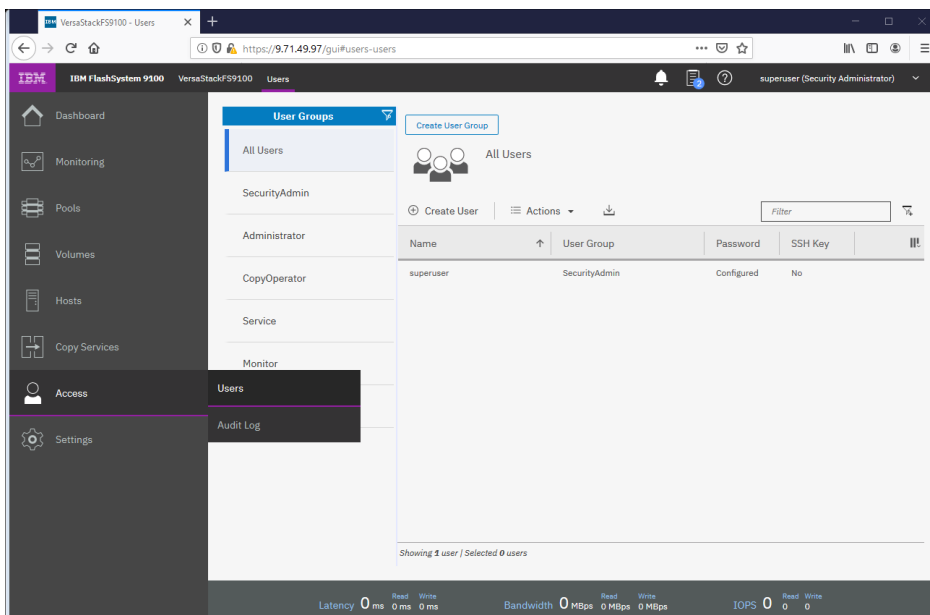 IBM VersaStackFS9100 - Users
https://9.71.49.97/gui#users-users
IBM IBM FlashSystem 9100 VersaStackFS9100 Users 2 superuser (Security Administrator)
Dashboard
Monitoring
Pools
Volumes
Hosts
Copy Services
Access
Settings
Users
Audit Log
User Groups
All Users
SecurityAdmin
Administrator
CopyOperator
Service
Monitor
Create User Group
All Users
Create User Actions Filter
Name User Group Password SSH Key
superuser SecurityAdmin Configured No
Showing 1 user | Selected 0 users
Latency 0 ms Read 0 ms Write 0 ms Bandwidth 0 MBps Read 0 MBps Write 0 MBps IOPS 0 Read 0 Write 0